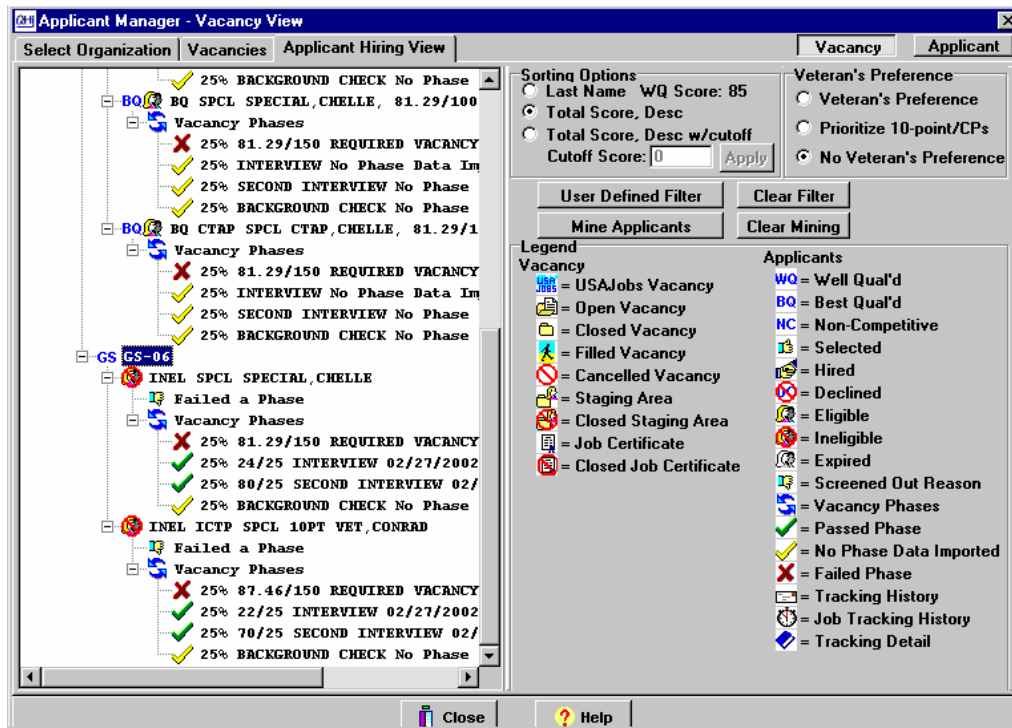 QHi Applicant Manager - Vacancy View
Select Organization Vacancies Applicant Hiring View Vacancy Applicant
25% BACKGROUND CHECK No Phase
BQ BQ SPCL SPECIAL,CHELLE, 81.29/100
Vacancy Phases
25% 81.29/150 REQUIRED VACANCY
25% INTERVIEW No Phase Data Im
25% SECOND INTERVIEW No Phase
25% BACKGROUND CHECK No Phase
BQ BQ CTAP SPCL CTAP,CHELLE, 81.29/1
Vacancy Phases
25% 81.29/150 REQUIRED VACANCY
25% INTERVIEW No Phase Data Im
25% SECOND INTERVIEW No Phase
25% BACKGROUND CHECK No Phase
GS GS-06
INEL SPCL SPECIAL,CHELLE
Failed a Phase
Vacancy Phases
25% 81.29/150 REQUIRED VACANCY
25% 24/25 INTERVIEW 02/27/2002
25% 80/25 SECOND INTERVIEW 02/
25% BACKGROUND CHECK No Phase
INEL ICTP SPCL 10PT VET,CONRAD
Failed a Phase
Vacancy Phases
25% 87.46/150 REQUIRED VACANCY
25% 22/25 INTERVIEW 02/27/2002
25% 70/25 SECOND INTERVIEW 02/
25% BACKGROUND CHECK No Phase
Sorting Options
Last Name WQ Score: 85
Total Score, Desc
Total Score, Desc w/cutoff
Cutoff Score: 0 Apply
Veteran's Preference
Veteran's Preference
Prioritize 10-point/CPs
No Veteran's Preference
User Defined Filter Clear Filter
Mine Applicants Clear Mining
Legend
Vacancy
USA JOBS = USAJobs Vacancy
= Open Vacancy
= Closed Vacancy
= Filled Vacancy
= Cancelled Vacancy
= Staging Area
= Closed Staging Area
= Job Certificate
= Closed Job Certificate
Applicants
WQ = Well Qual'd
BQ = Best Qual'd
NC = Non-Competitive
= Selected
= Hired
= Declined
= Eligible
= Ineligible
= Expired
= Screened Out Reason
= Vacancy Phases
= Passed Phase
= No Phase Data Imported
= Failed Phase
= Tracking History
= Job Tracking History
= Tracking Detail
Close ? Help